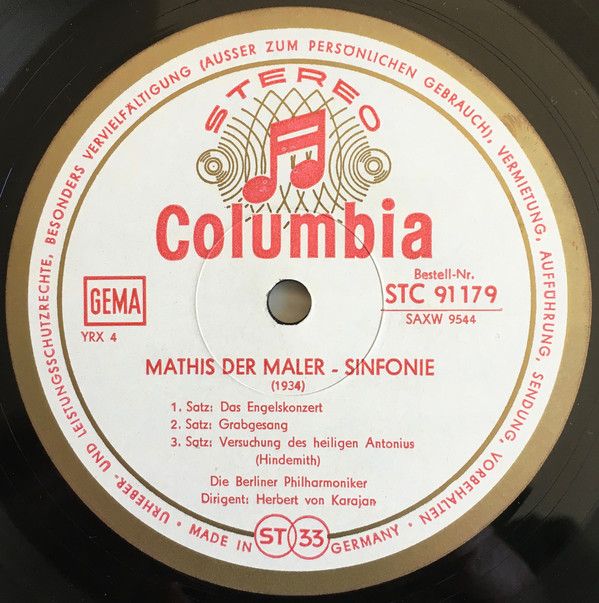 URHEBER- UND LEISTUNGSSCHUTZRECHTE, BESONDERS VERVIELFÄLTIGUNG (AUSSER ZUM PERSÖNLICHEN GEBRAUCH), VERMIETUNG, AUFFÜHRUNG, SENDUNG, VORBEHALTEN •
STEREO
Columbia
GEMA
YRX 4
Bestell-Nr.
STC 91179
SAXW 9544
MATHIS DER MALER - SINFONIE
(1934)
1. Satz: Das Engelskonzert
2. Satz: Grabgesang
3. Satz: Versuchung des heiligen Antonius
(Hindemith)
Die Berliner Philharmoniker
Dirigent: Herbert von Karajan
• MADE IN ST 33 GERMANY •